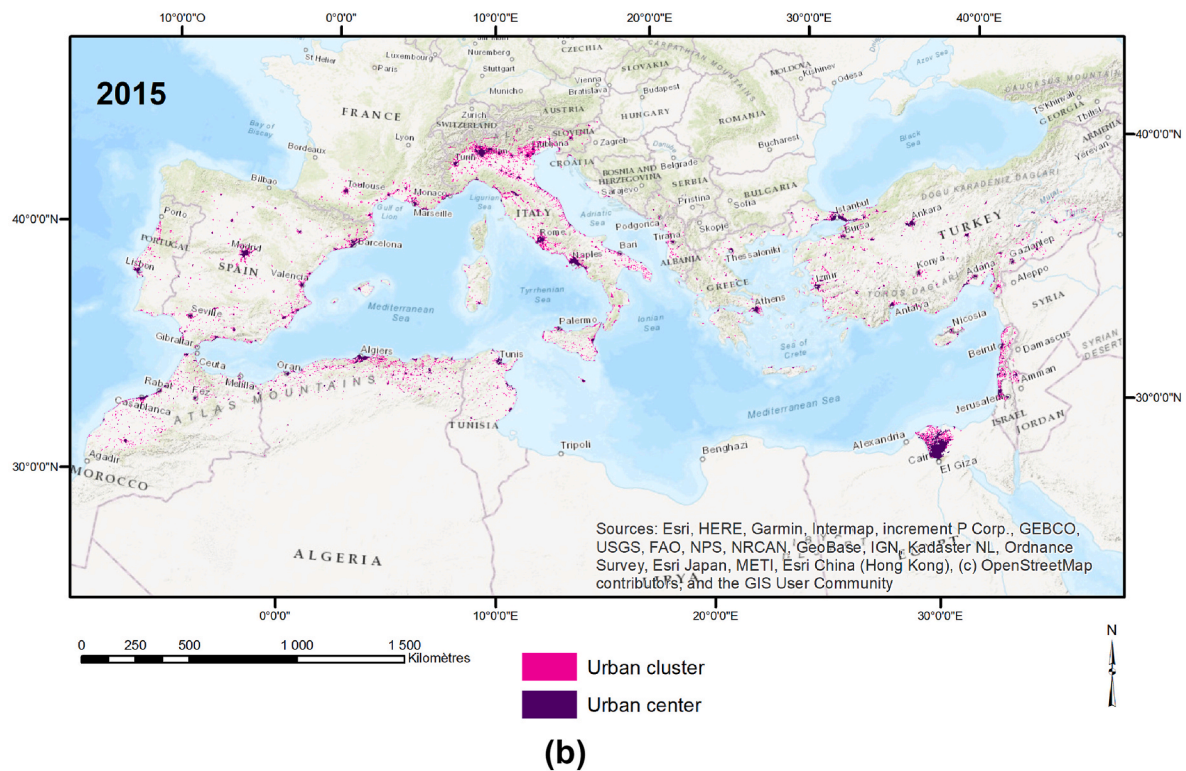 10°0'0"O 0°0'0" 10°0'0"E 20°0'0"E 30°0'0"E 40°0'0"E
2015
St Helier
Luxembourg
Paris
Nuremberg
Stuttgart
CZECHIA
SLOVAKIA
CARPATHIAN MOUNTAINS
MOLDOVA
Kishinev
Odesa
Azov Sea
CAUCASUS MOUNTAIN
Vienna
Bratislava
Budapest
Munich
AUSTRIA
HUNGARY
FRANCE
Zurich
SWITZERLAND
ALPS
SLOVENIA
Zagreb
ROMANIA
TSkhinvali
GEORGIA
Tbilisi
ARMENIA
Yerevan
Bay of
Biscay
Lyon
Bordeaux
Turin
CROATIA
Danube
Belgrade
Bucharest
Black
Sea
40°0'0"N
BOSNIA AND
HERZEGOVINA
Sarajevo
SERBIA
BULGARIA
Bilbao
Toulouse
Monaco
Marseille
Gulf of
Lion
Ligurian
Sea
ITALY
Adriatic
Sea
Pristina
Sofia
Podgorica
Skopje
DOĞU KARADENIZ DAĞLARI
40°0'0"N
Porto
PORTUGAL
Madrid
SPAIN
Barcelona
Rome
Naples
Bari
Tirana
ALBANIA
Thessaloniki
Istanbul
Bursa
Ankara
TURKEY
Lisbon
Valencia
Mediterranean
Sea
Tyrrhenian
Sea
GREECE
Izmir
Konya
Adana
Gaziantep
Aleppo
TOROS DAĞLARI
Antalya
Seville
Gibraltar
Ceuta
Palermo
Ionian
Sea
Athens
Sea of
Crete
Nicosia
SYRIA
Algiers
Oran
Tunis
Beirut
Damascus
SYRIAN
DESERT
Rabat
Fez
Melilla
Casablanca
ATLAS MOUNTAINS
TUNISIA
Mediterranean Sea
Amman
Jerusalem
ISRAEL
JORDAN
30°0'0"N
Agadir
MOROCCO
Tripoli
Benghazi
Alexandria
El Giza
30°0'0"N
ALGERIA
Sources: Esri, HERE, Garmin, Intermap, increment P Corp., GEBCO,
USGS, FAO, NPS, NRCAN, GeoBase, IGN, Kadaster NL, Ordnance
Survey, Esri Japan, METI, Esri China (Hong Kong), (c) OpenStreetMap
contributors, and the GIS User Community
0°0'0" 10°0'0"E 20°0'0"E 30°0'0"E
0 250 500 1 000 1 500
Kilomètres
N
Urban cluster
Urban center
(b)